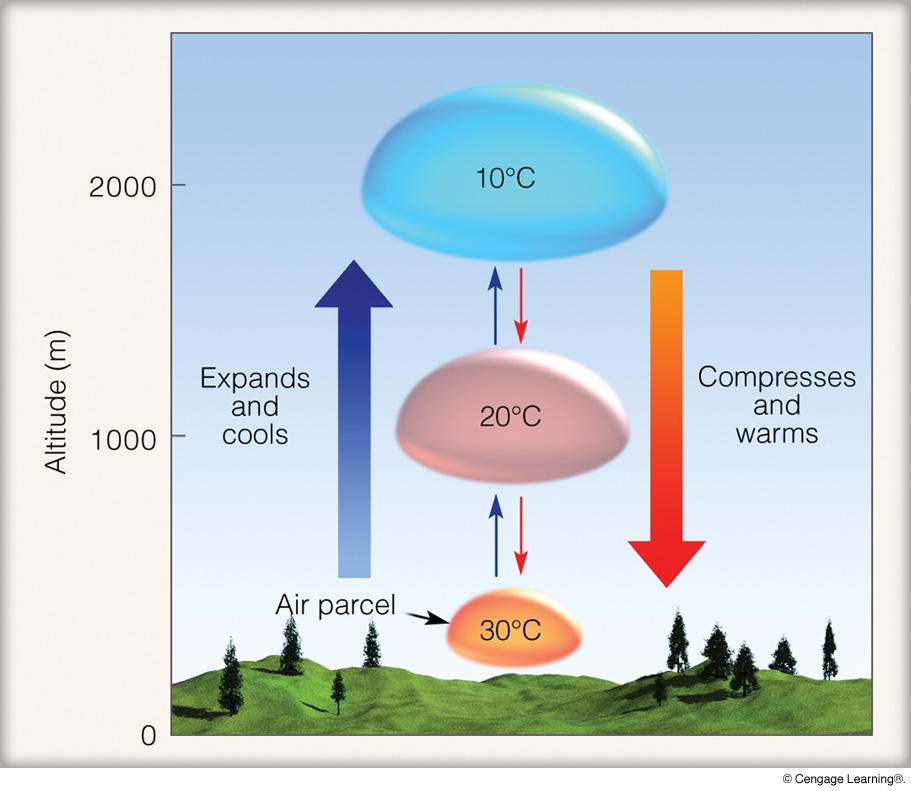 10°C
2000
Altitude (m)
Expands
and
cools
20°C
1000
Compresses
and
warms
Air parcel
30°C
0
© Cengage Learning®.